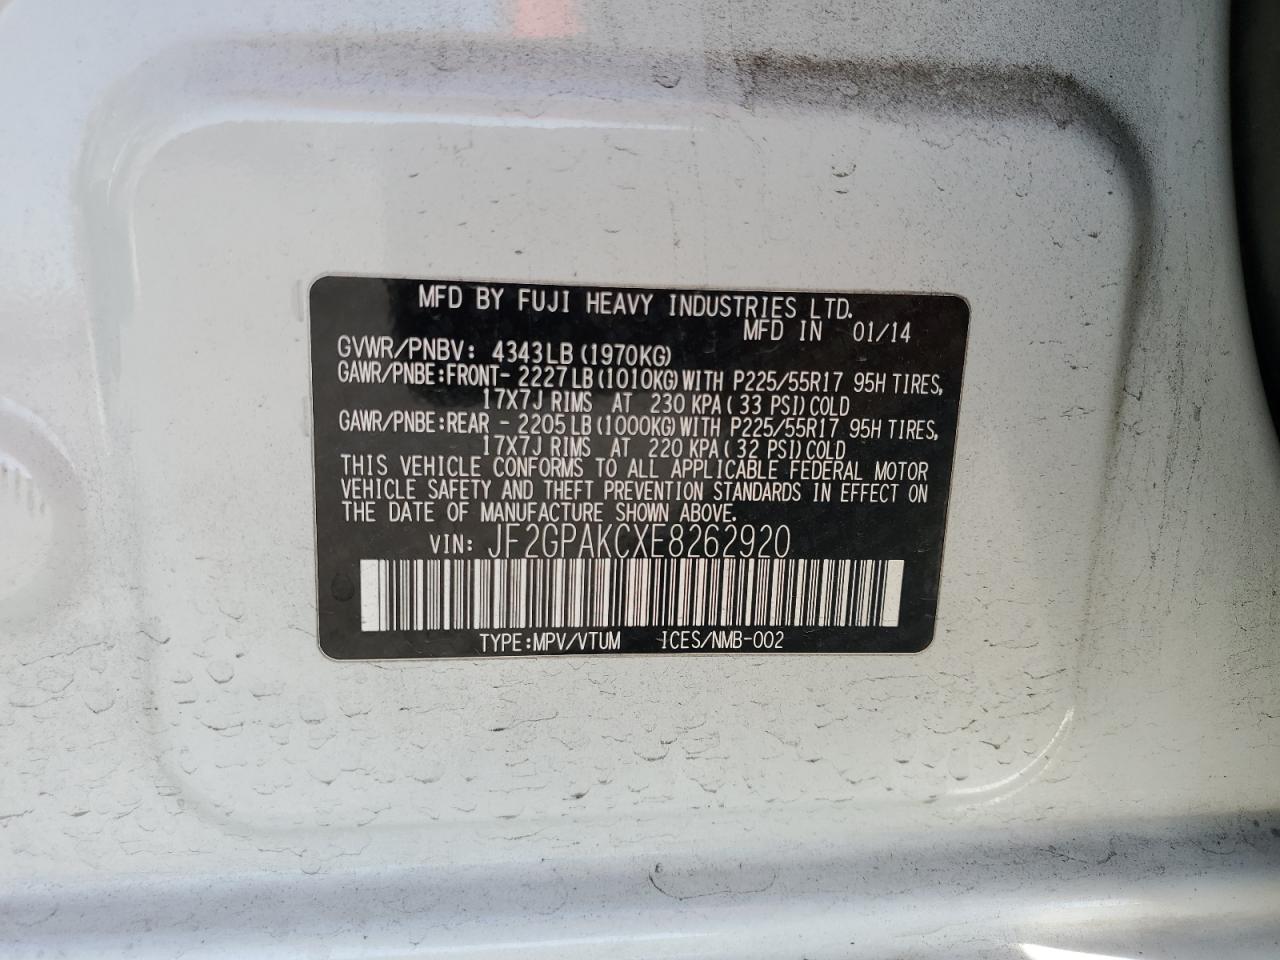 MFD BY FUJI HEAVY INDUSTRIES LTD.
MFD IN 01/14
GVWR/PNBV: 4343LB (1970KG)
GAWR/PNBE:FRONT- 2227LB(1010KG)WITH P225/55R17 95H TIRES,
17X7J RIMS AT 230 KPA( 33 PSI)COLD
GAWR/PNBE:REAR - 2205LB(1000KG)WITH P225/55R17 95H TIRES,
17X7J RIMS AT 220 KPA( 32 PSI)COLD
THIS VEHICLE CONFORMS TO ALL APPLICABLE FEDERAL MOTOR
VEHICLE SAFETY AND THEFT PREVENTION STANDARDS IN EFFECT ON
THE DATE OF MANUFACTURE SHOWN ABOVE.
VIN: JF2GPAKCXE8262920
TYPE:MPV/VTUM ICES/NMB-002